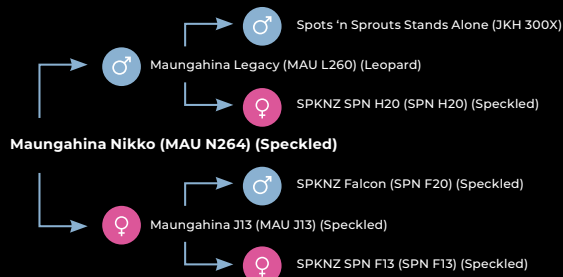 Spots 'n Sprouts Stands Alone (JKH 300X)
Maungahina Legacy (MAU L260) (Leopard)
SPKNZ SPN H20 (SPN H20) (Speckled)
Maungahina Nikko (MAU N264) (Speckled)
SPKNZ Falcon (SPN F20) (Speckled)
Maungahina J13 (MAU J13) (Speckled)
SPKNZ SPN F13 (SPN F13) (Speckled)